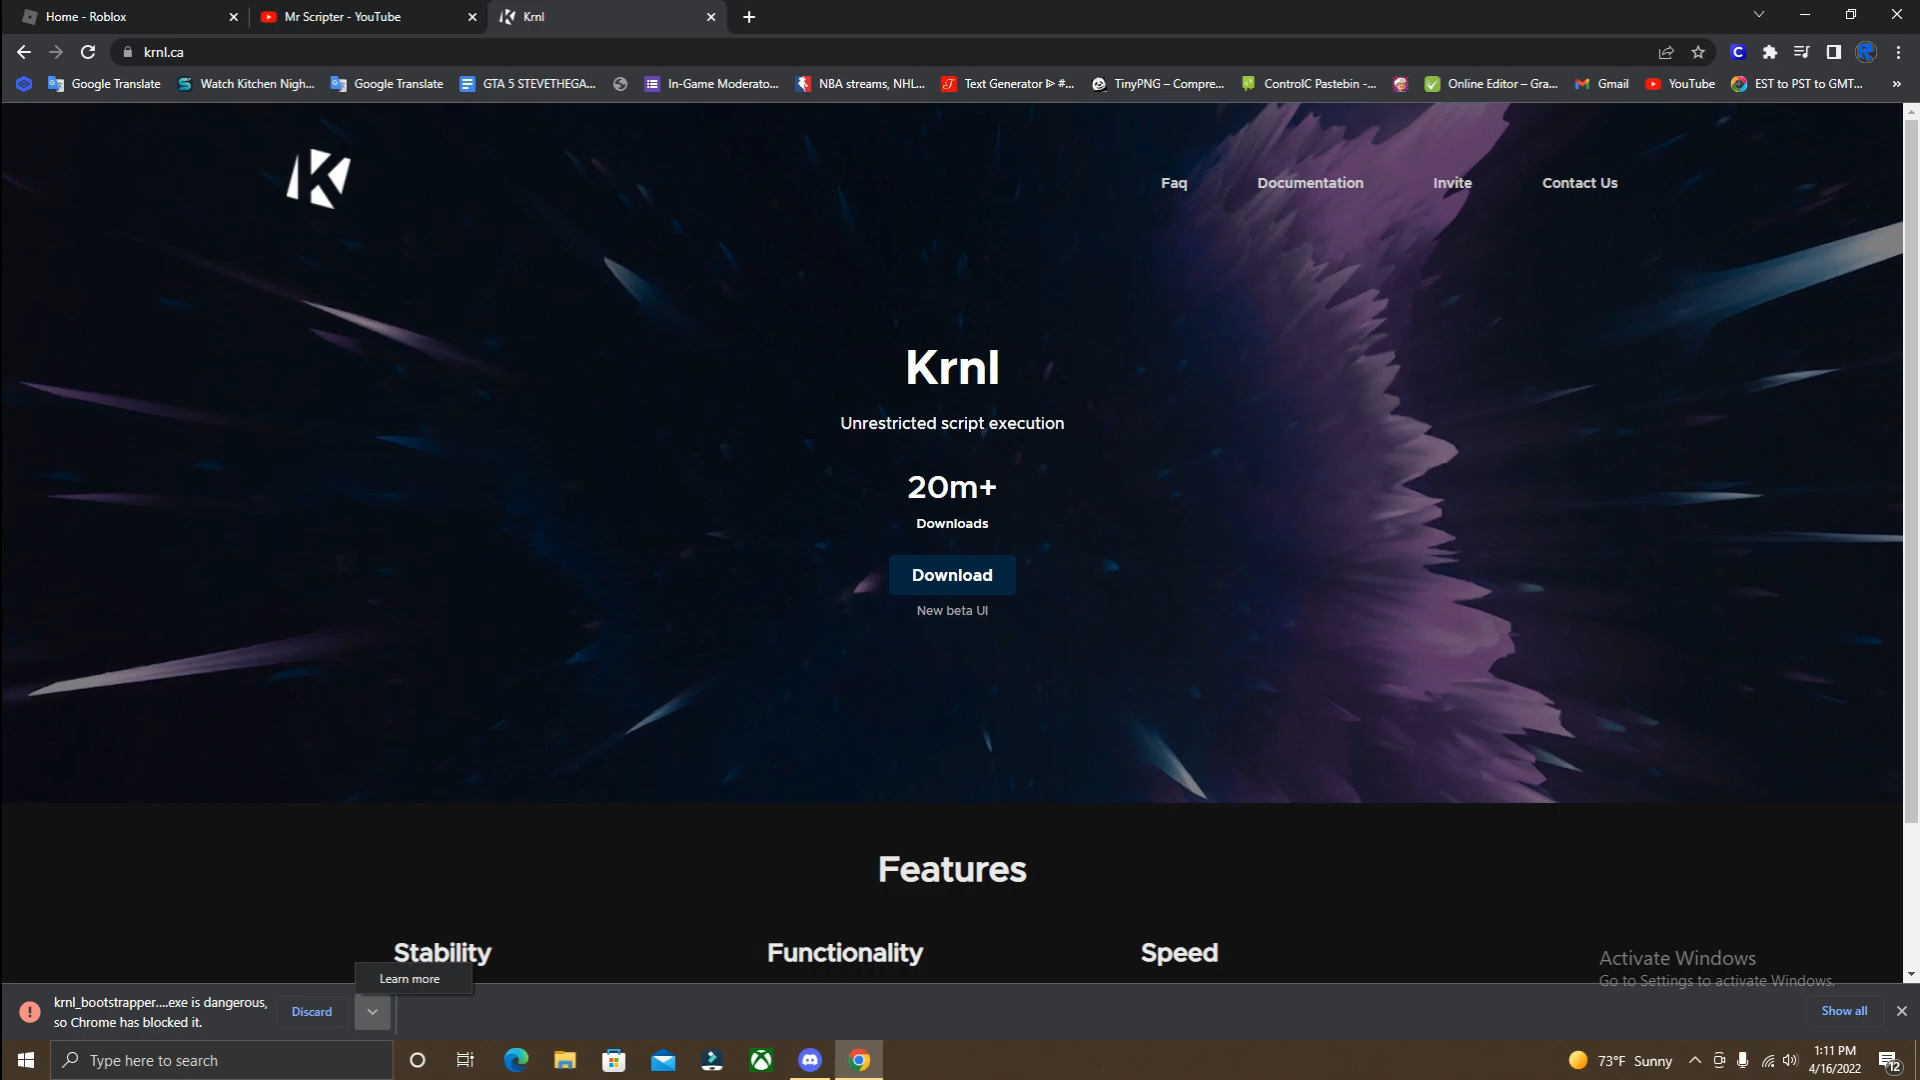 Home - Roblox
Mr Scripter - YouTube
Krnl
krnl.ca
Google Translate
Watch Kitchen Nigh...
Google Translate
GTA 5 STEVETHEGA...
In-Game Moderato...
NBA streams, NHL...
Text Generator ᐈ #...
TinyPNG – Compre...
ControlC Pastebin -...
Online Editor – Gra...
Gmail
YouTube
EST to PST to GMT...
»
Faq
Documentation
Invite
Contact Us
Krnl
Unrestricted script execution
20m+
Downloads
Download
New beta UI
Features
Stability
Functionality
Speed
Learn more
Activate Windows
Go to Settings to activate Windows.
krnl_bootstrapper....exe is dangerous,
so Chrome has blocked it.
Discard
Show all
Type here to search
73°F Sunny
1:11 PM
4/16/2022
12